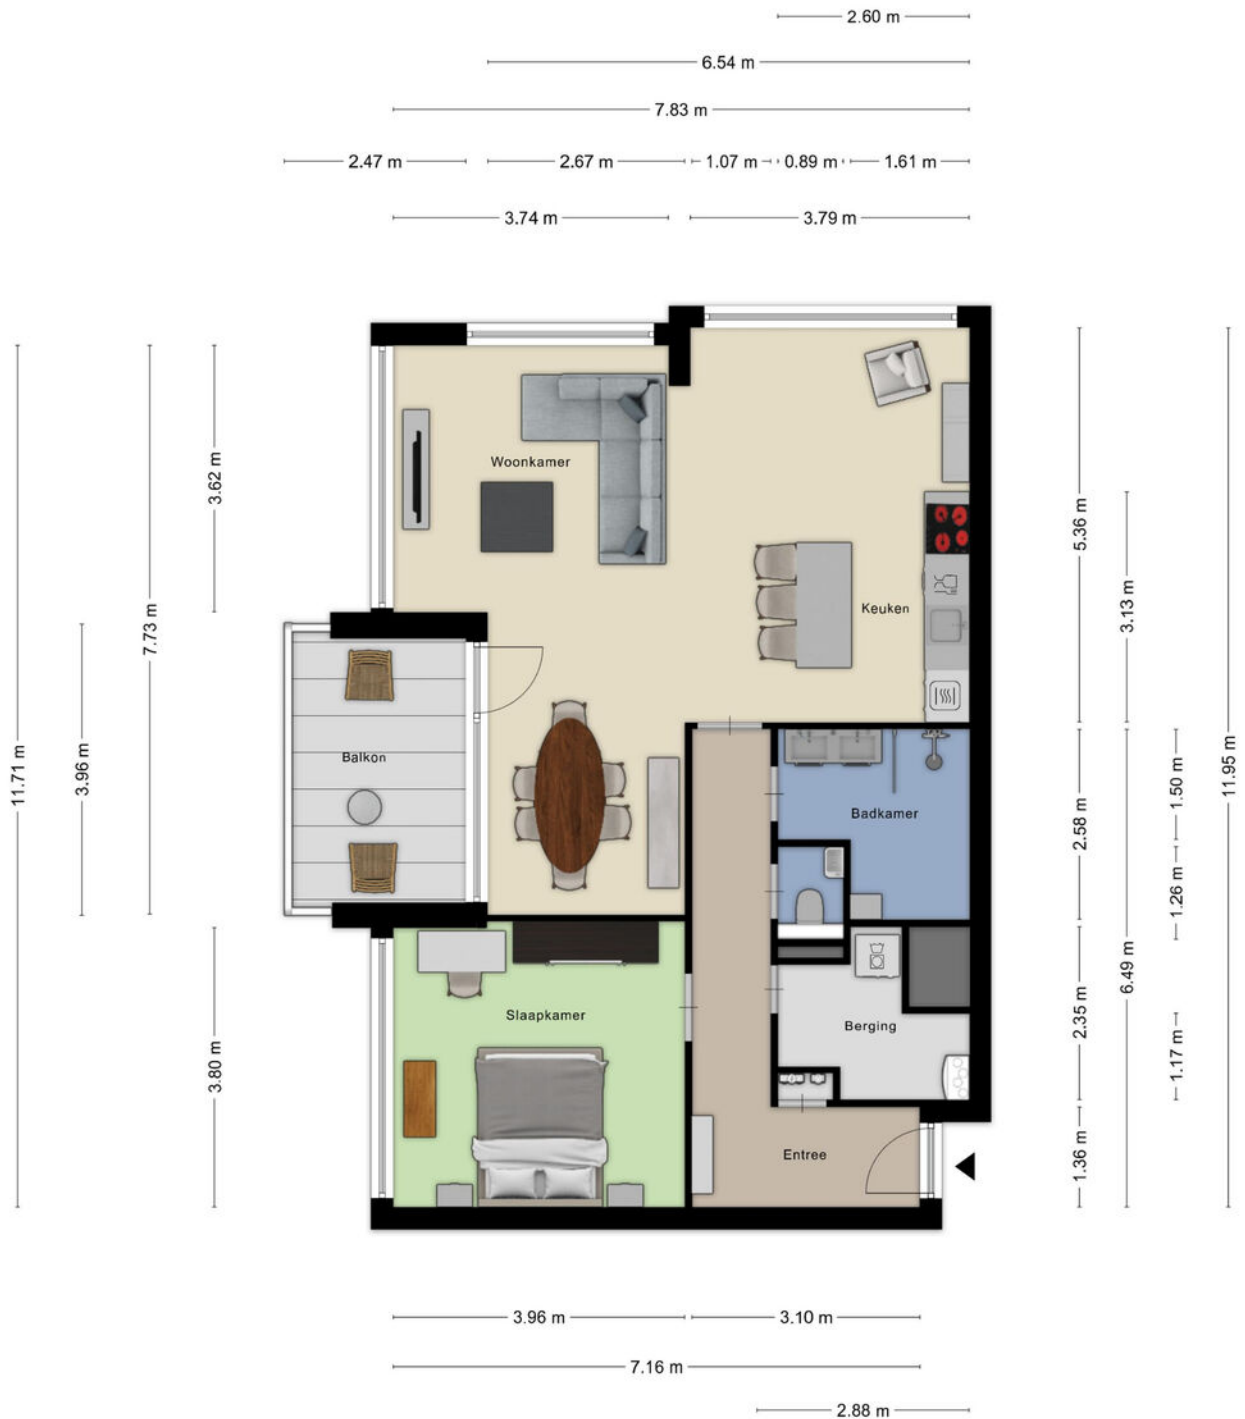 2.60 m
6.54 m
7.83 m
2.47 m
2.67 m
1.07 m
0.89 m
1.61 m
3.74 m
3.79 m
Woonkamer
Keuken
Balkon
Badkamer
Slaapkamer
Berging
Entree
11.71 m
3.96 m
7.73 m
3.62 m
3.80 m
5.36 m
2.58 m
2.35 m
1.36 m
3.13 m
6.49 m
1.50 m
1.26 m
1.17 m
11.95 m
3.96 m
3.10 m
7.16 m
2.88 m